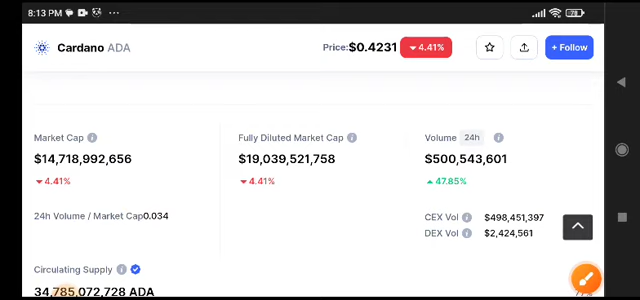 8:13 PM
78
Cardano ADA
Price:$0.4231 4.41%
+ Follow
Market Cap
$14,718,992,656
4.41%
24h Volume / Market Cap0.034
Fully Diluted Market Cap
$19,039,521,758
4.41%
Volume 24h
$500,543,601
47.85%
CEX Vol $498,451,397
DEX Vol $2,424,561
Circulating Supply
34,785,072,728 ADA